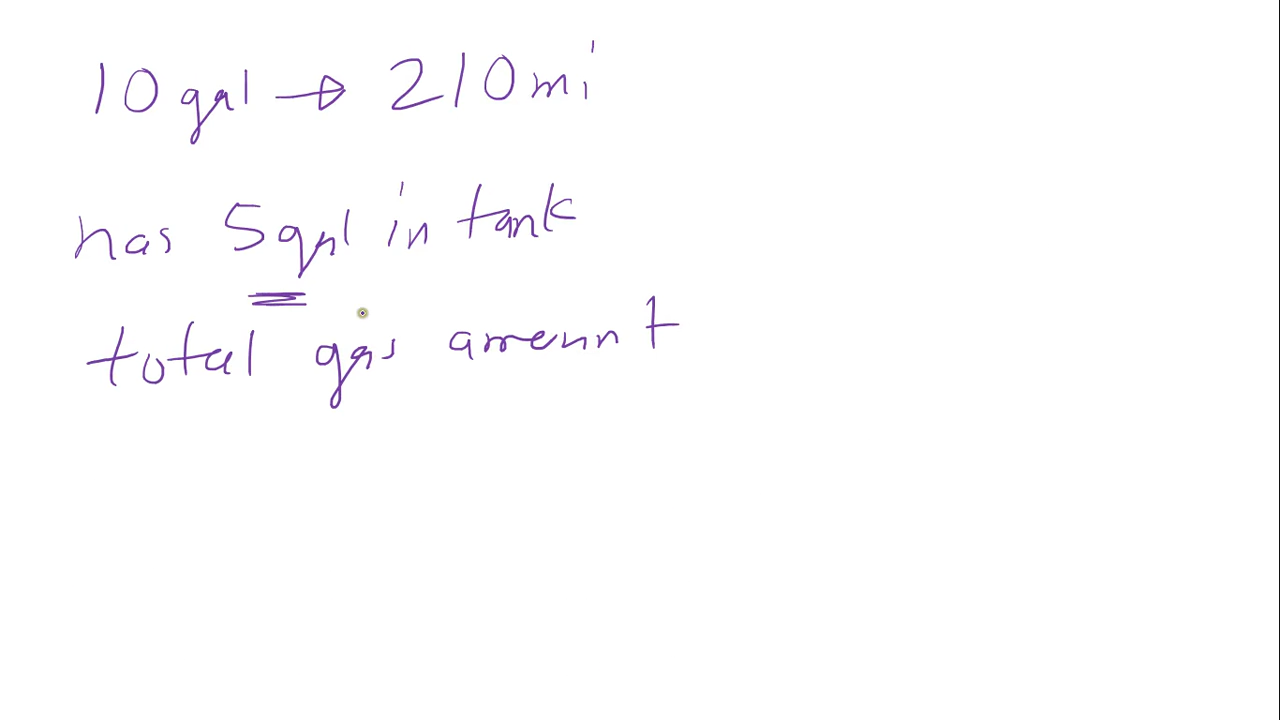 10 gal → 210 mi
has 5 gal in tank
total gas amount